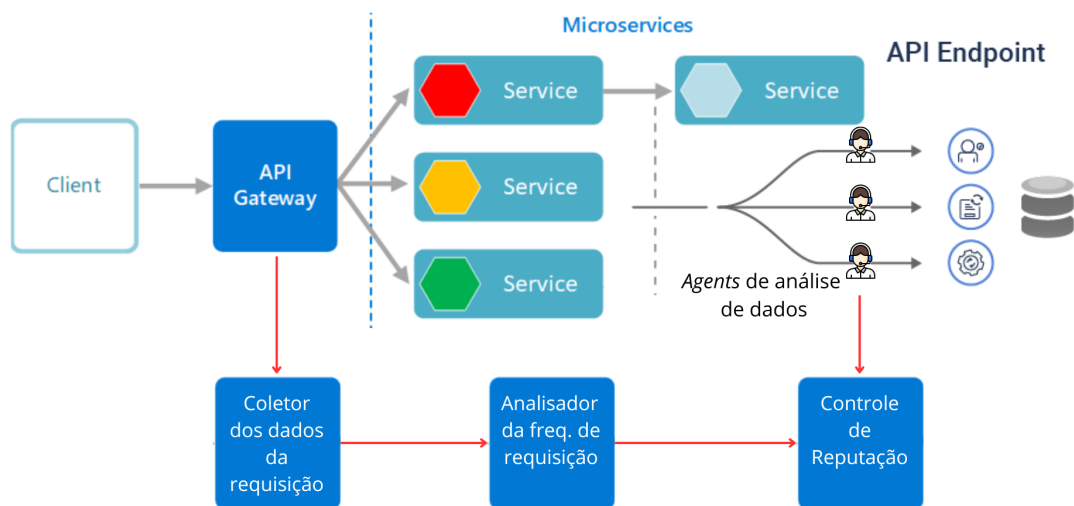 Microservices
API Endpoint
Client
API
Gateway
Service
Service
Service
Service
Agents de análise
de dados
Coletor
dos dados
da
requisição
Analisador
da freq. de
requisição
Controle
de
Reputação